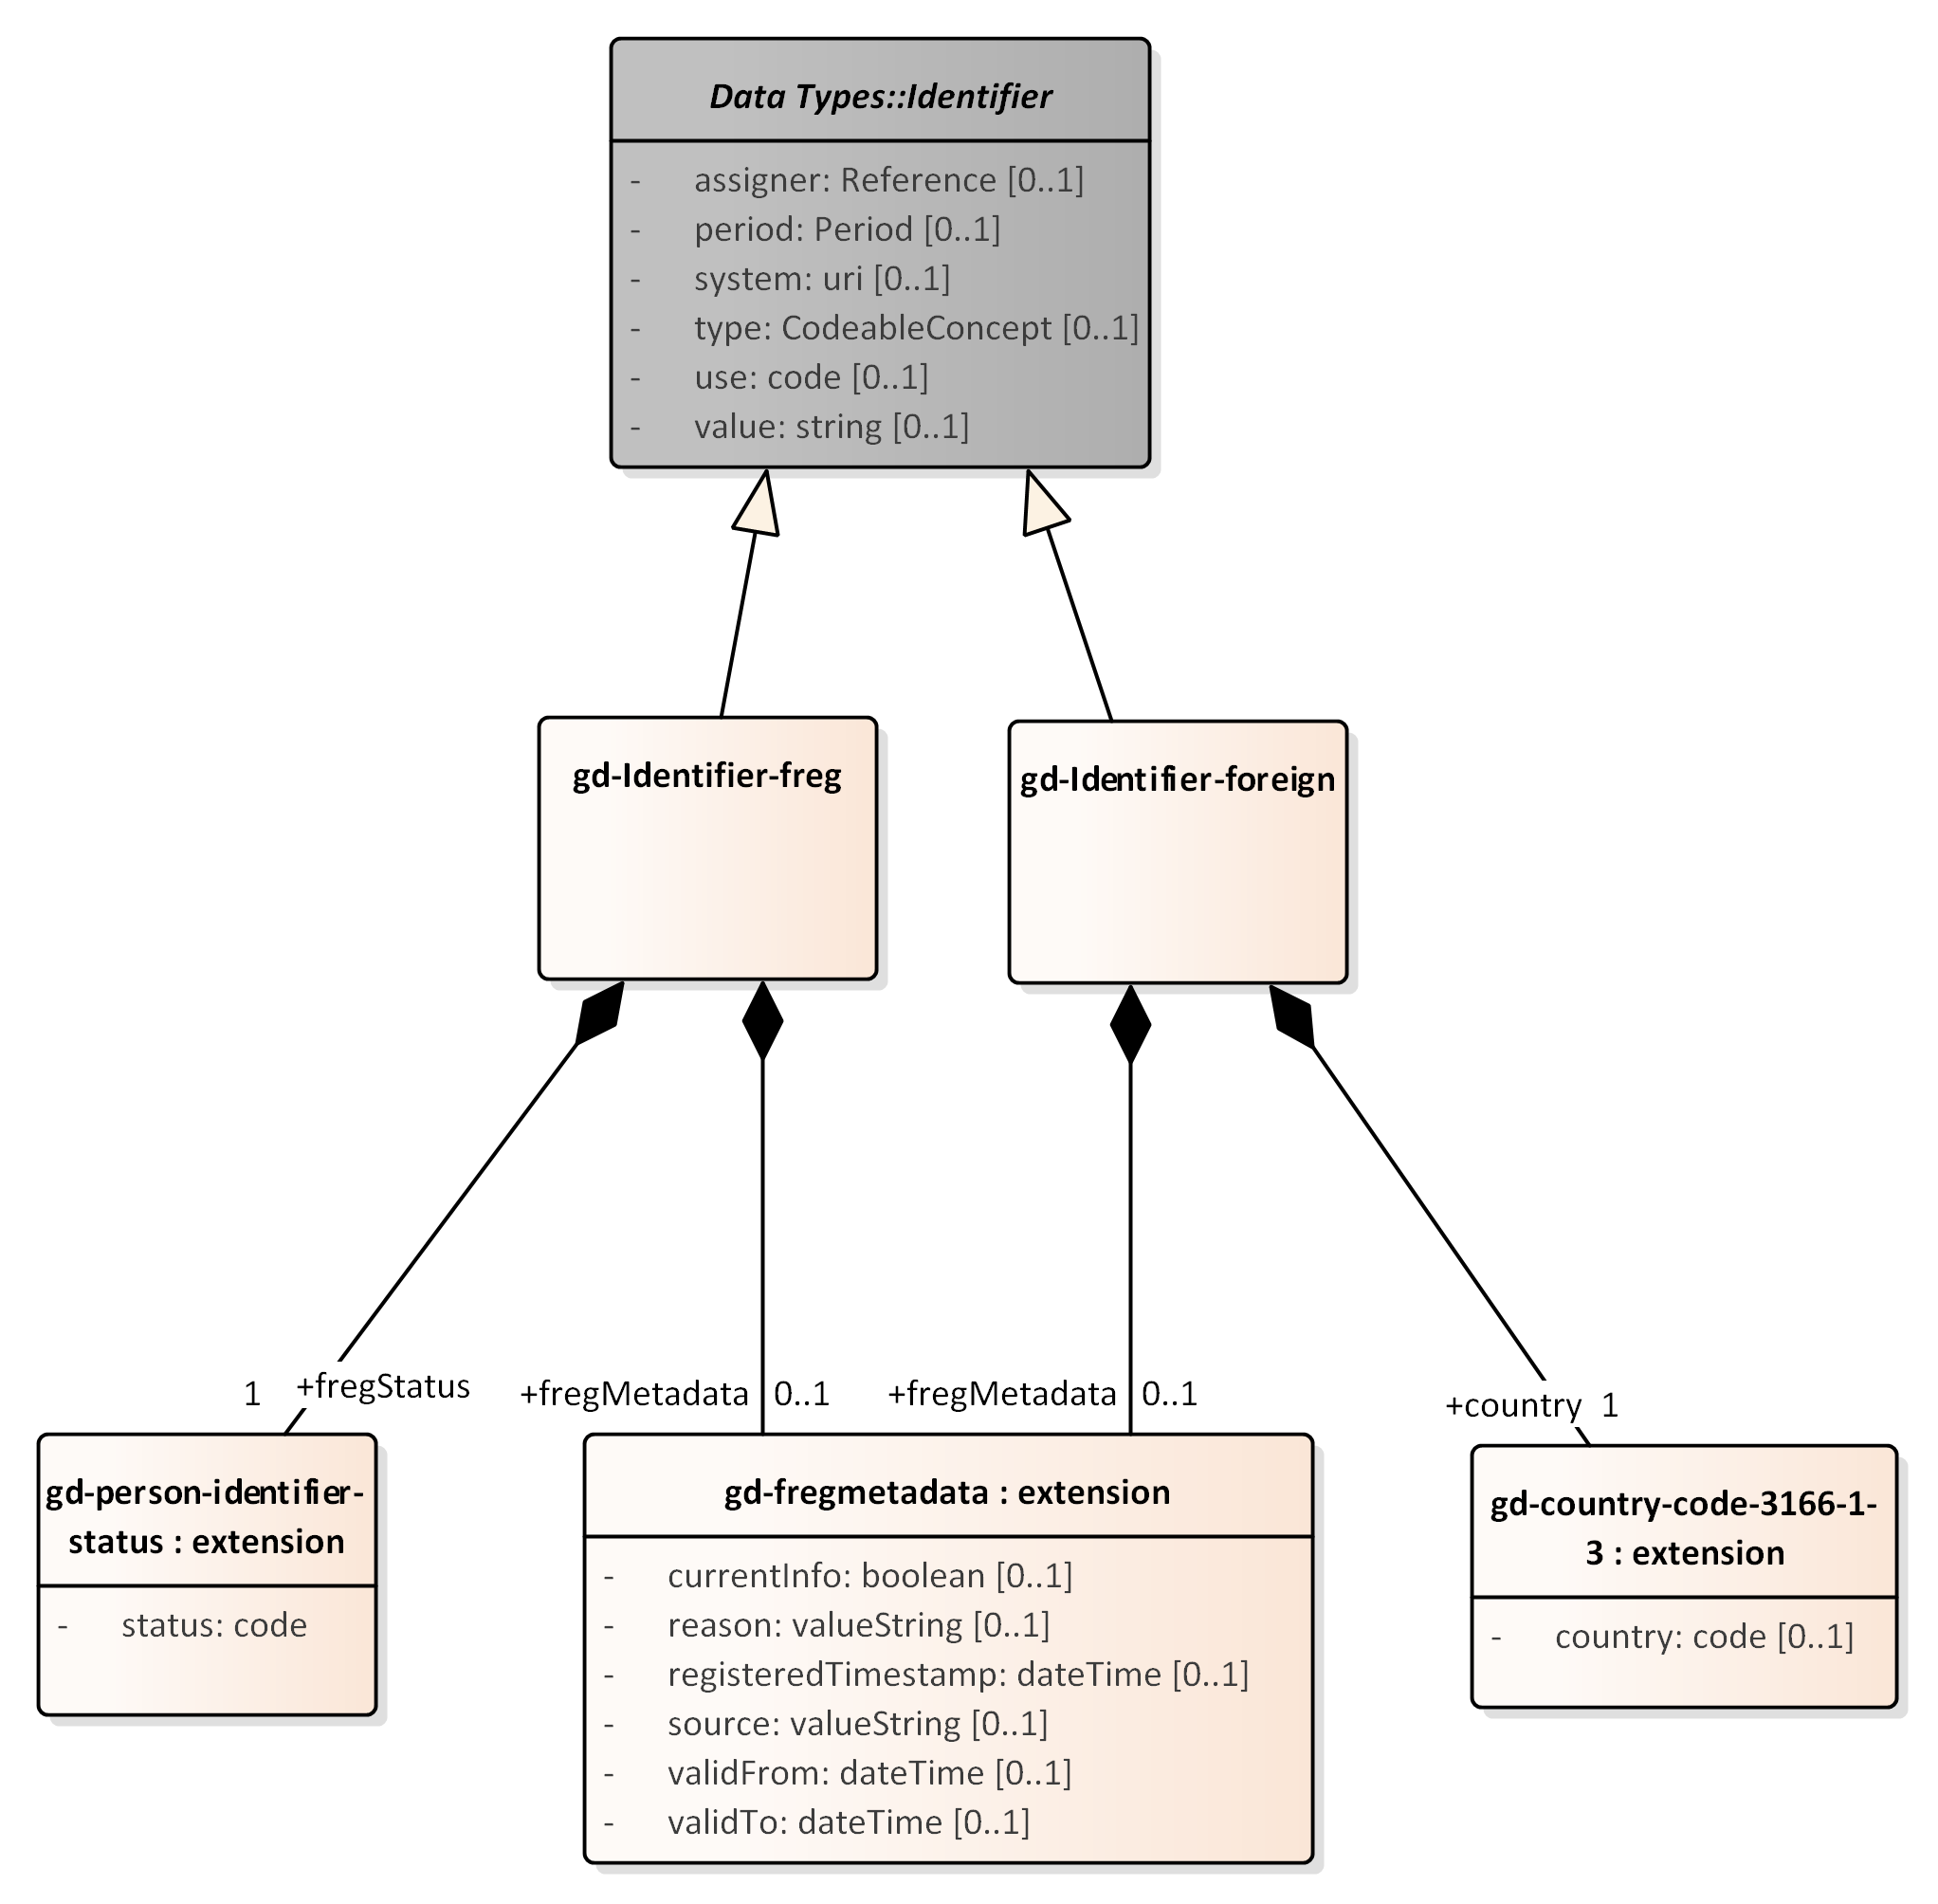 Data Types::Identifier
- assigner: Reference [0..1]
- period: Period [0..1]
- system: uri [0..1]
- type: CodeableConcept [0..1]
- use: code [0..1]
- value: string [0..1]
gd-Identifier-freg
gd-Identifier-foreign
1 +fregStatus
+fregMetadata 0..1
+fregMetadata 0..1
+country 1
gd-person-identifier-
status : extension
- status: code
gd-fregmetadata : extension
- currentInfo: boolean [0..1]
- reason: valueString [0..1]
- registeredTimestamp: dateTime [0..1]
- source: valueString [0..1]
- validFrom: dateTime [0..1]
- validTo: dateTime [0..1]
gd-country-code-3166-1-
3 : extension
- country: code [0..1]